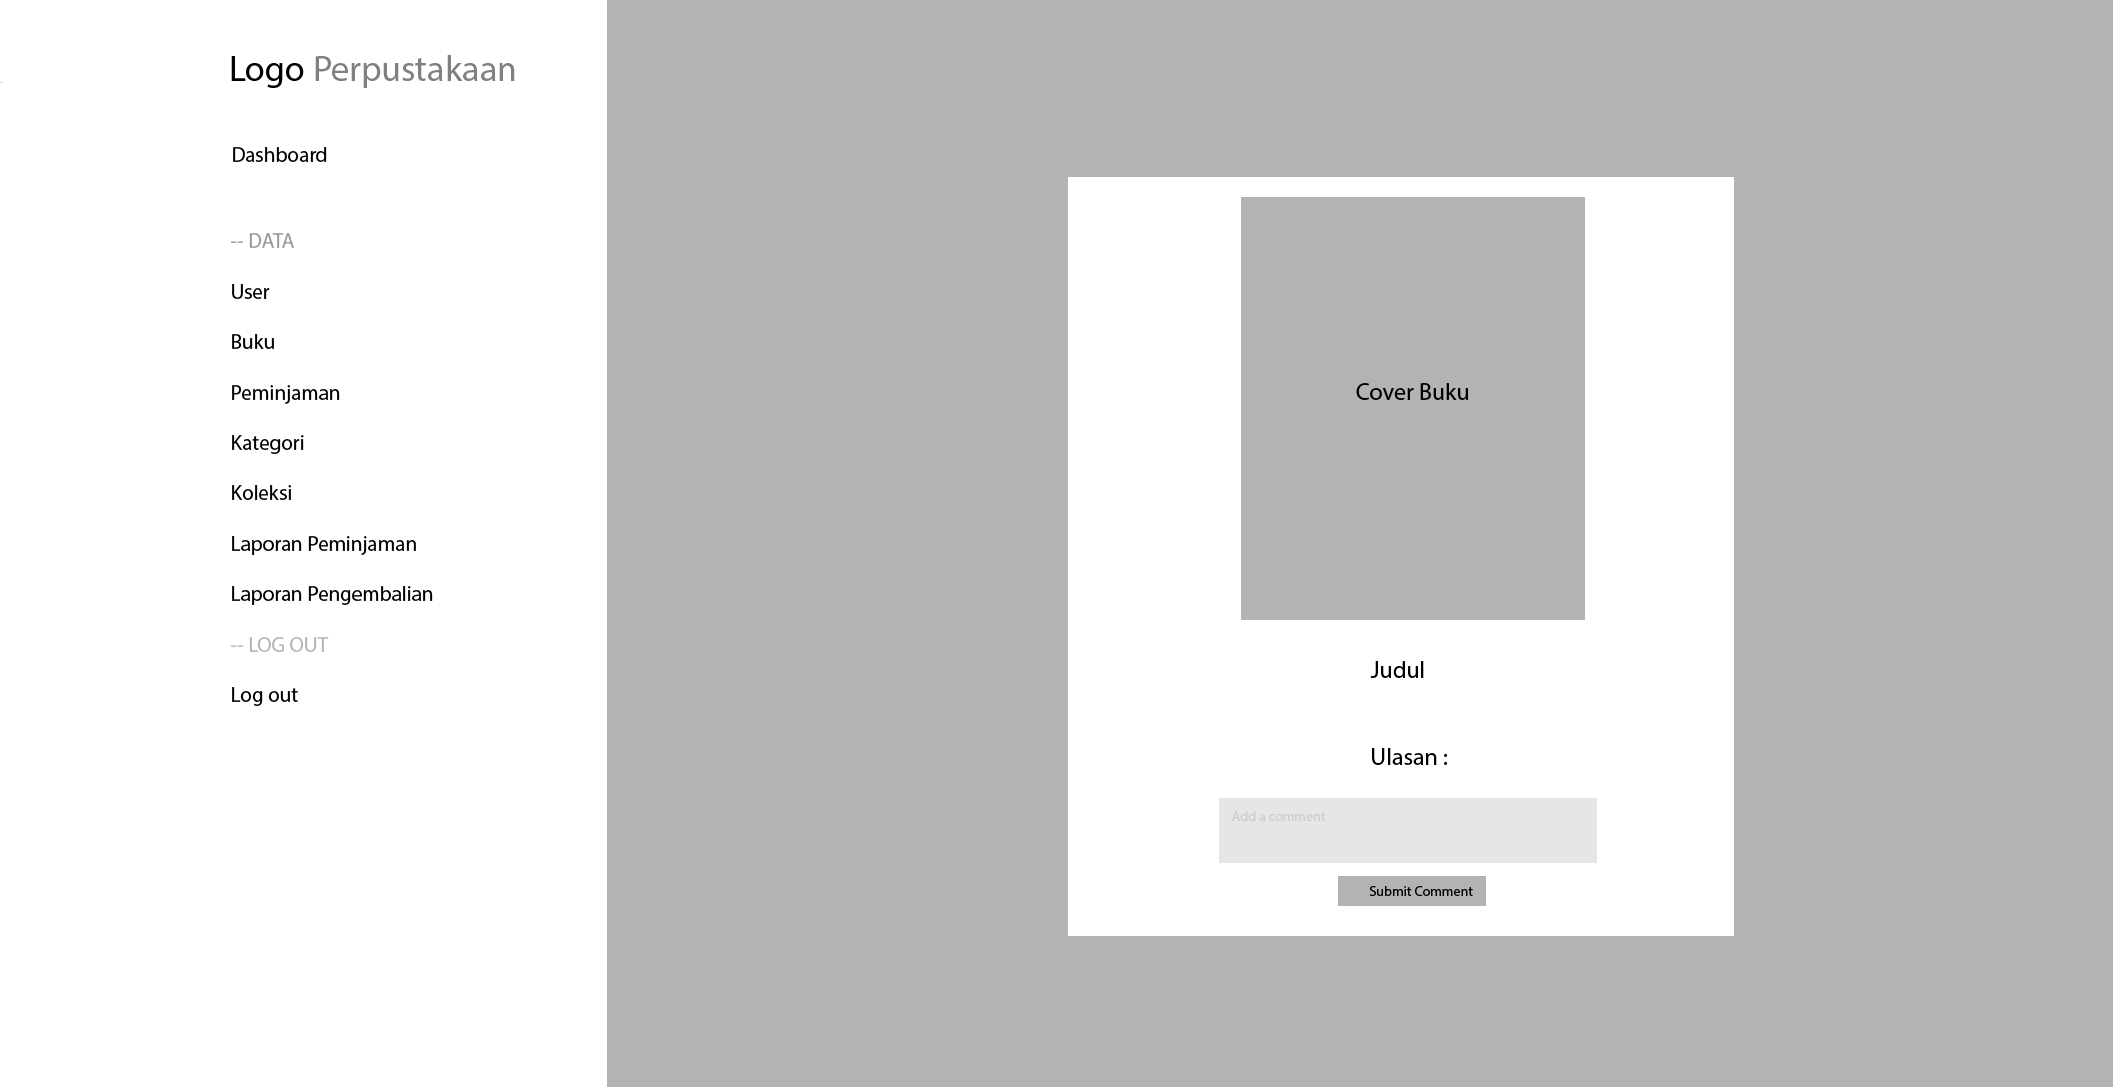 Logo Perpustakaan
Dashboard
-- DATA
User
Buku
Peminjaman
Kategori
Koleksi
Laporan Peminjaman
Laporan Pengembalian
-- LOG OUT
Log out
Cover Buku
Judul
Ulasan :
Add a comment
Submit Comment